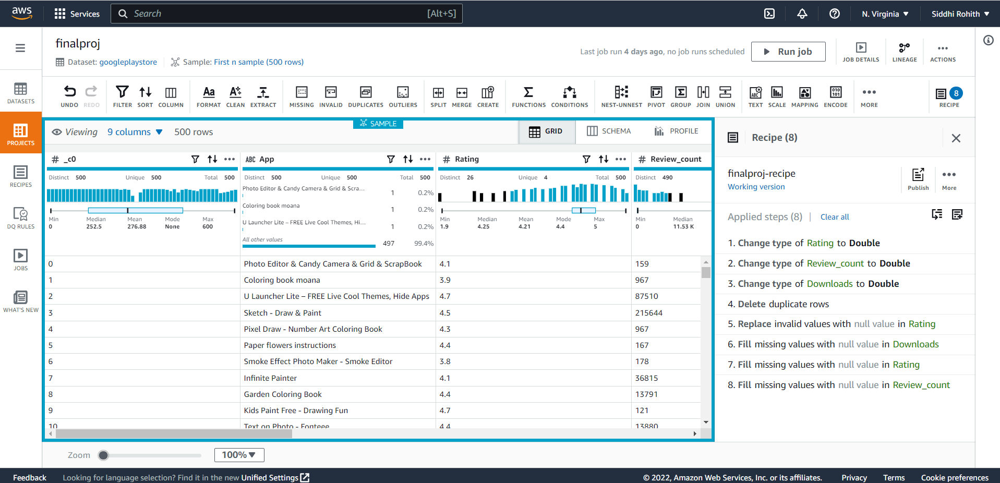 aws
Services
Search
[Alt+S]
N. Virginia
Siddhi Rohith
finalproj
Dataset: googleplaystore
Sample: First n sample (500 rows)
Last job run 4 days ago, no job runs scheduled
Run job
JOB DETAILS
LINEAGE
ACTIONS
DATASETS
PROJECTS
RECIPES
DQ RULES
JOBS
WHAT'S NEW
UNDO
REDO
FILTER
SORT
COLUMN
FORMAT
CLEAN
EXTRACT
MISSING
INVALID
DUPLICATES
OUTLIERS
SPLIT
MERGE
CREATE
FUNCTIONS
CONDITIONS
NEST-UNNEST
PIVOT
GROUP
JOIN
UNION
TEXT
SCALE
MAPPING
ENCODE
MORE
8
RECIPE
SAMPLE
Viewing
9 columns
500 rows
GRID
SCHEMA
PROFILE
# _c0
ABC App
# Rating
# Review_count
Distinct 500 Unique 500 Total 500
Min Median Mean Mode Max
0 252.5 276.88 None 600
Distinct 500 Unique 500 Total 500
Photo Editor & Candy Camera & Grid & Scra... 1 0.2%
Coloring book moana 1 0.2%
U Launcher Lite – FREE Live Cool Themes, Hi... 1 0.2%
All other values 497 99.4%
Distinct 26 Unique 4 Total 500
Min Median Mean Mode Max
1.9 4.25 4.21 4.4 5
Distinct 490
Min Median
0 11.53 K
0 Photo Editor & Candy Camera & Grid & ScrapBook 4.1 159
1 Coloring book moana 3.9 967
2 U Launcher Lite – FREE Live Cool Themes, Hide Apps 4.7 87510
3 Sketch - Draw & Paint 4.5 215644
4 Pixel Draw - Number Art Coloring Book 4.3 967
5 Paper flowers instructions 4.4 167
6 Smoke Effect Photo Maker - Smoke Editor 3.8 178
7 Infinite Painter 4.1 36815
8 Garden Coloring Book 4.4 13791
9 Kids Paint Free - Drawing Fun 4.7 121
10 Text on Photo - Fonteee 4.4 13880
Recipe (8)
finalproj-recipe
Working version
Publish
More
Applied steps (8) | Clear all
1. Change type of Rating to Double
2. Change type of Review_count to Double
3. Change type of Downloads to Double
4. Delete duplicate rows
5. Replace invalid values with null value in Rating
6. Fill missing values with null value in Downloads
7. Fill missing values with null value in Rating
8. Fill missing values with null value in Review_count
Zoom
100%
Feedback
Looking for language selection? Find it in the new Unified Settings
© 2022, Amazon Web Services, Inc. or its affiliates.
Privacy
Terms
Cookie preferences